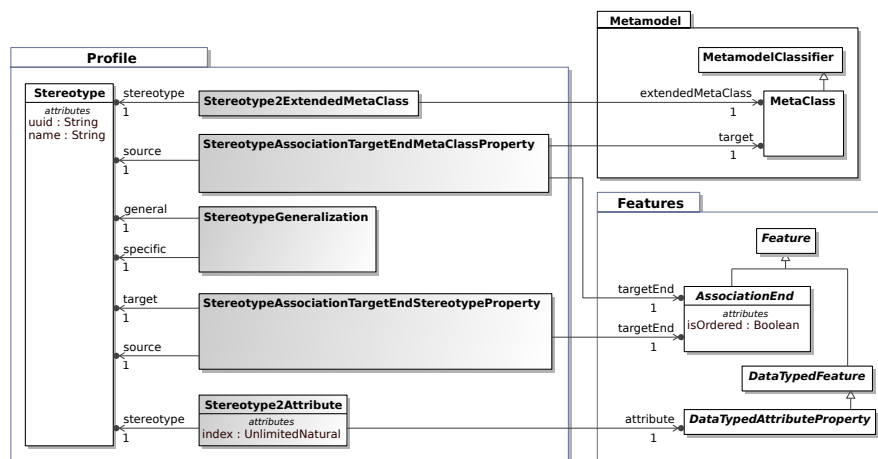 Profile
Stereotype
attributes
uuid : String
name : String
stereotype
1
Stereotype2ExtendedMetaClass
source
1
StereotypeAssociationTargetEndMetaClassProperty
general
1
StereotypeGeneralization
specific
1
target
1
StereotypeAssociationTargetEndStereotypeProperty
source
1
stereotype
1
Stereotype2Attribute
attributes
index : UnlimitedNatural
Metamodel
MetamodelClassifier
extendedMetaClass
1
MetaClass
target
1
Features
Feature
targetEnd
1
AssociationEnd
attributes
isOrdered : Boolean
targetEnd
1
DataTypedFeature
attribute
1
DataTypedAttributeProperty